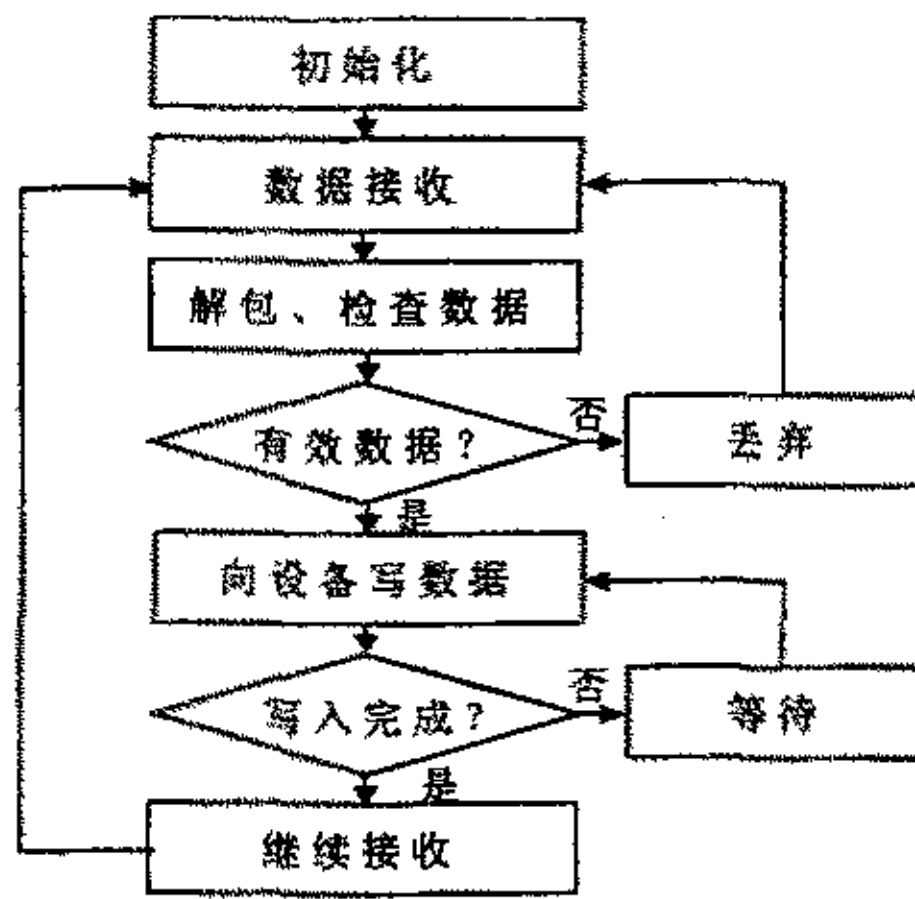 初始化
数据接收
解包、检查数据
有效数据?
否
丢弃
是
向设备写数据
写入完成?
否
等待
是
继续接收